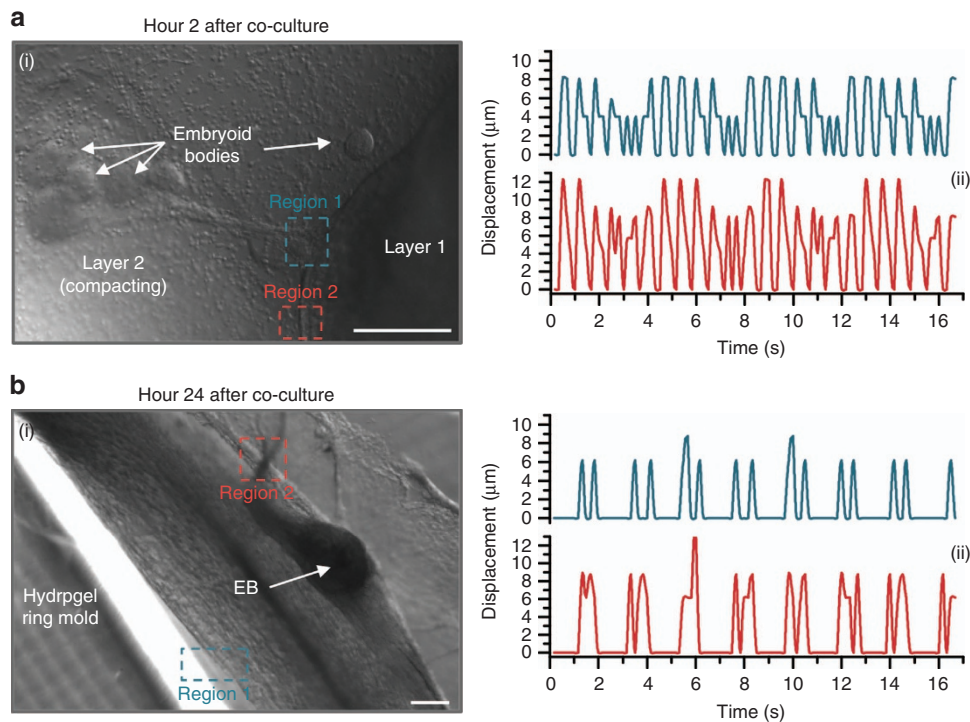 a
Hour 2 after co-culture
(i)
Embryoid
bodies
Region 1
Layer 1
Layer 2
(compacting)
Region 2
Displacement (μm)
10
8
6
4
2
0
(ii)
12
10
8
6
4
2
0
0 2 4 6 8 10 12 14 16
Time (s)
b
Hour 24 after co-culture
(i)
Region 2
EB
Hydrpgel
ring mold
Region 1
Displacement (μm)
10
8
6
4
2
0
(ii)
12
10
8
6
4
2
0
0 2 4 6 8 10 12 14 16
Time (s)